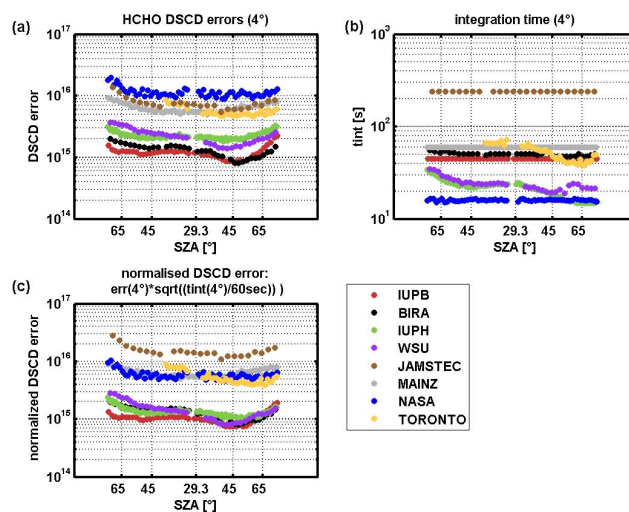 (a)
HCHO DSCD errors (4°)
10^17
10^16
10^15
10^14
DSCD error
65 45 29.3 45 65
SZA [°]
(b)
integration time (4°)
10^3
10^2
10^1
tint [s]
65 45 29.3 45 65
SZA [°]
(c)
normalised DSCD error:
err(4°)*sqrt((tint(4°)/60sec)) )
10^17
10^16
10^15
10^14
normalized DSCD error
65 45 29.3 45 65
SZA [°]
IUPB
BIRA
IUPH
WSU
JAMSTEC
MAINZ
NASA
TORONTO